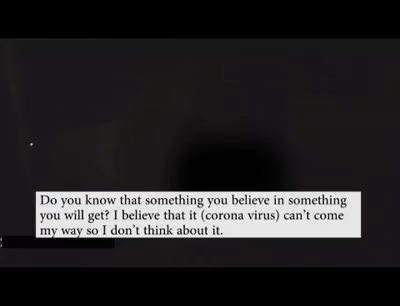 Do you know that something you believe in something
you will get? I believe that it (corona virus) can't come
my way so I don't think about it.